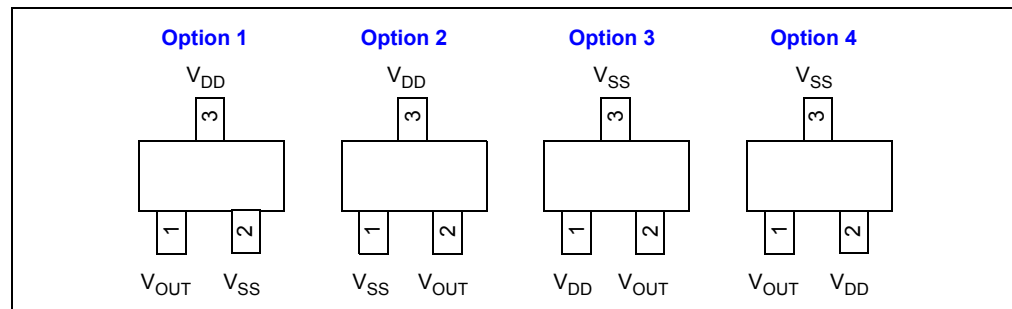 Option 1 Option 2 Option 3 Option 4
VDD VDD VSS VSS
3 3 3 3
1 2 1 2 1 2 1 2
VOUT VSS VSS VOUT VDD VOUT VOUT VDD